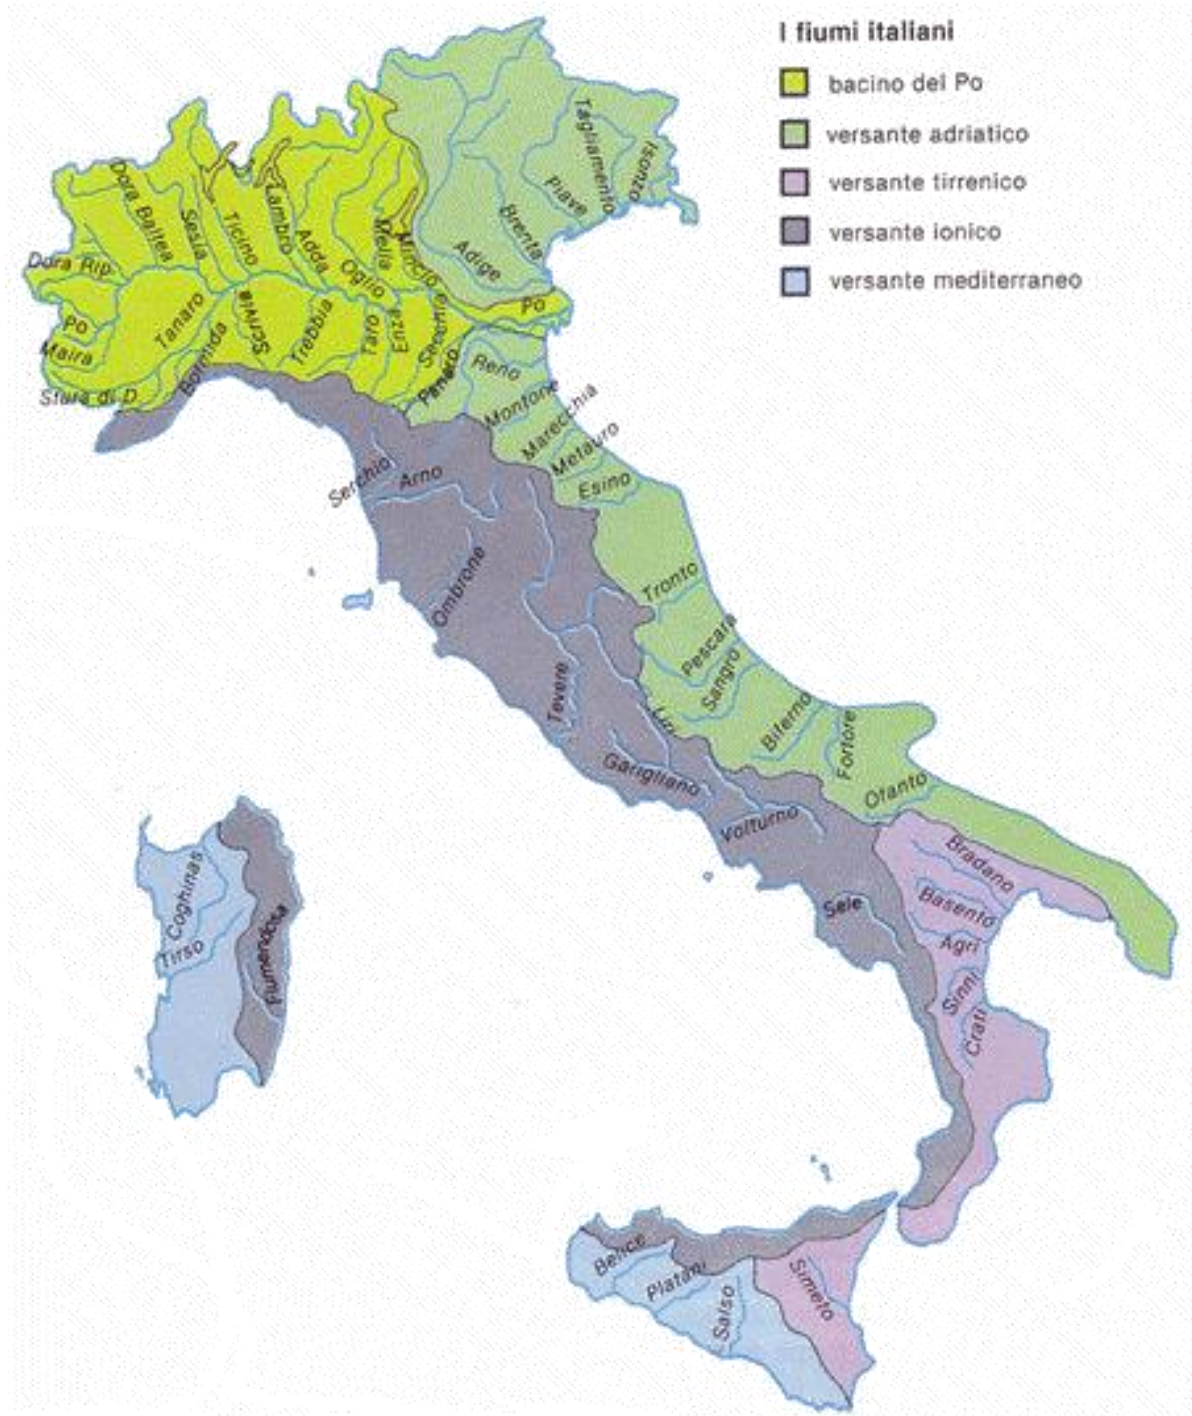 I fiumi italiani
bacino del Po
versante adriatico
versante tirrenico
versante ionico
versante mediterraneo
Tagliamento
Isonzo
Piave
Brenta
Adige
Dora Baltea
Sesia
Ticino
Lambro
Adda
Oglio
Mella
Mincio
Dora Rip.
Po
Po
Maira
Stura di D.
Tanaro
Bormida
Scrivia
Trebbia
Taro
Enza
Secchia
Panaro
Reno
Montone
Marecchia
Metauro
Esino
Serchio
Arno
Ombrone
Tronto
Pescara
Sangro
Tevere
Liri
Biferno
Fortore
Garigliano
Ofanto
Volturno
Bradano
Basento
Sele
Agri
Sinni
Crati
Coghinas
Tirso
Flumendosa
Belice
Platani
Salso
Simeto